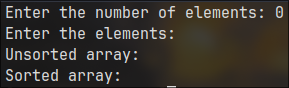 Enter the number of elements: 0
Enter the elements:
Unsorted array:
Sorted array: